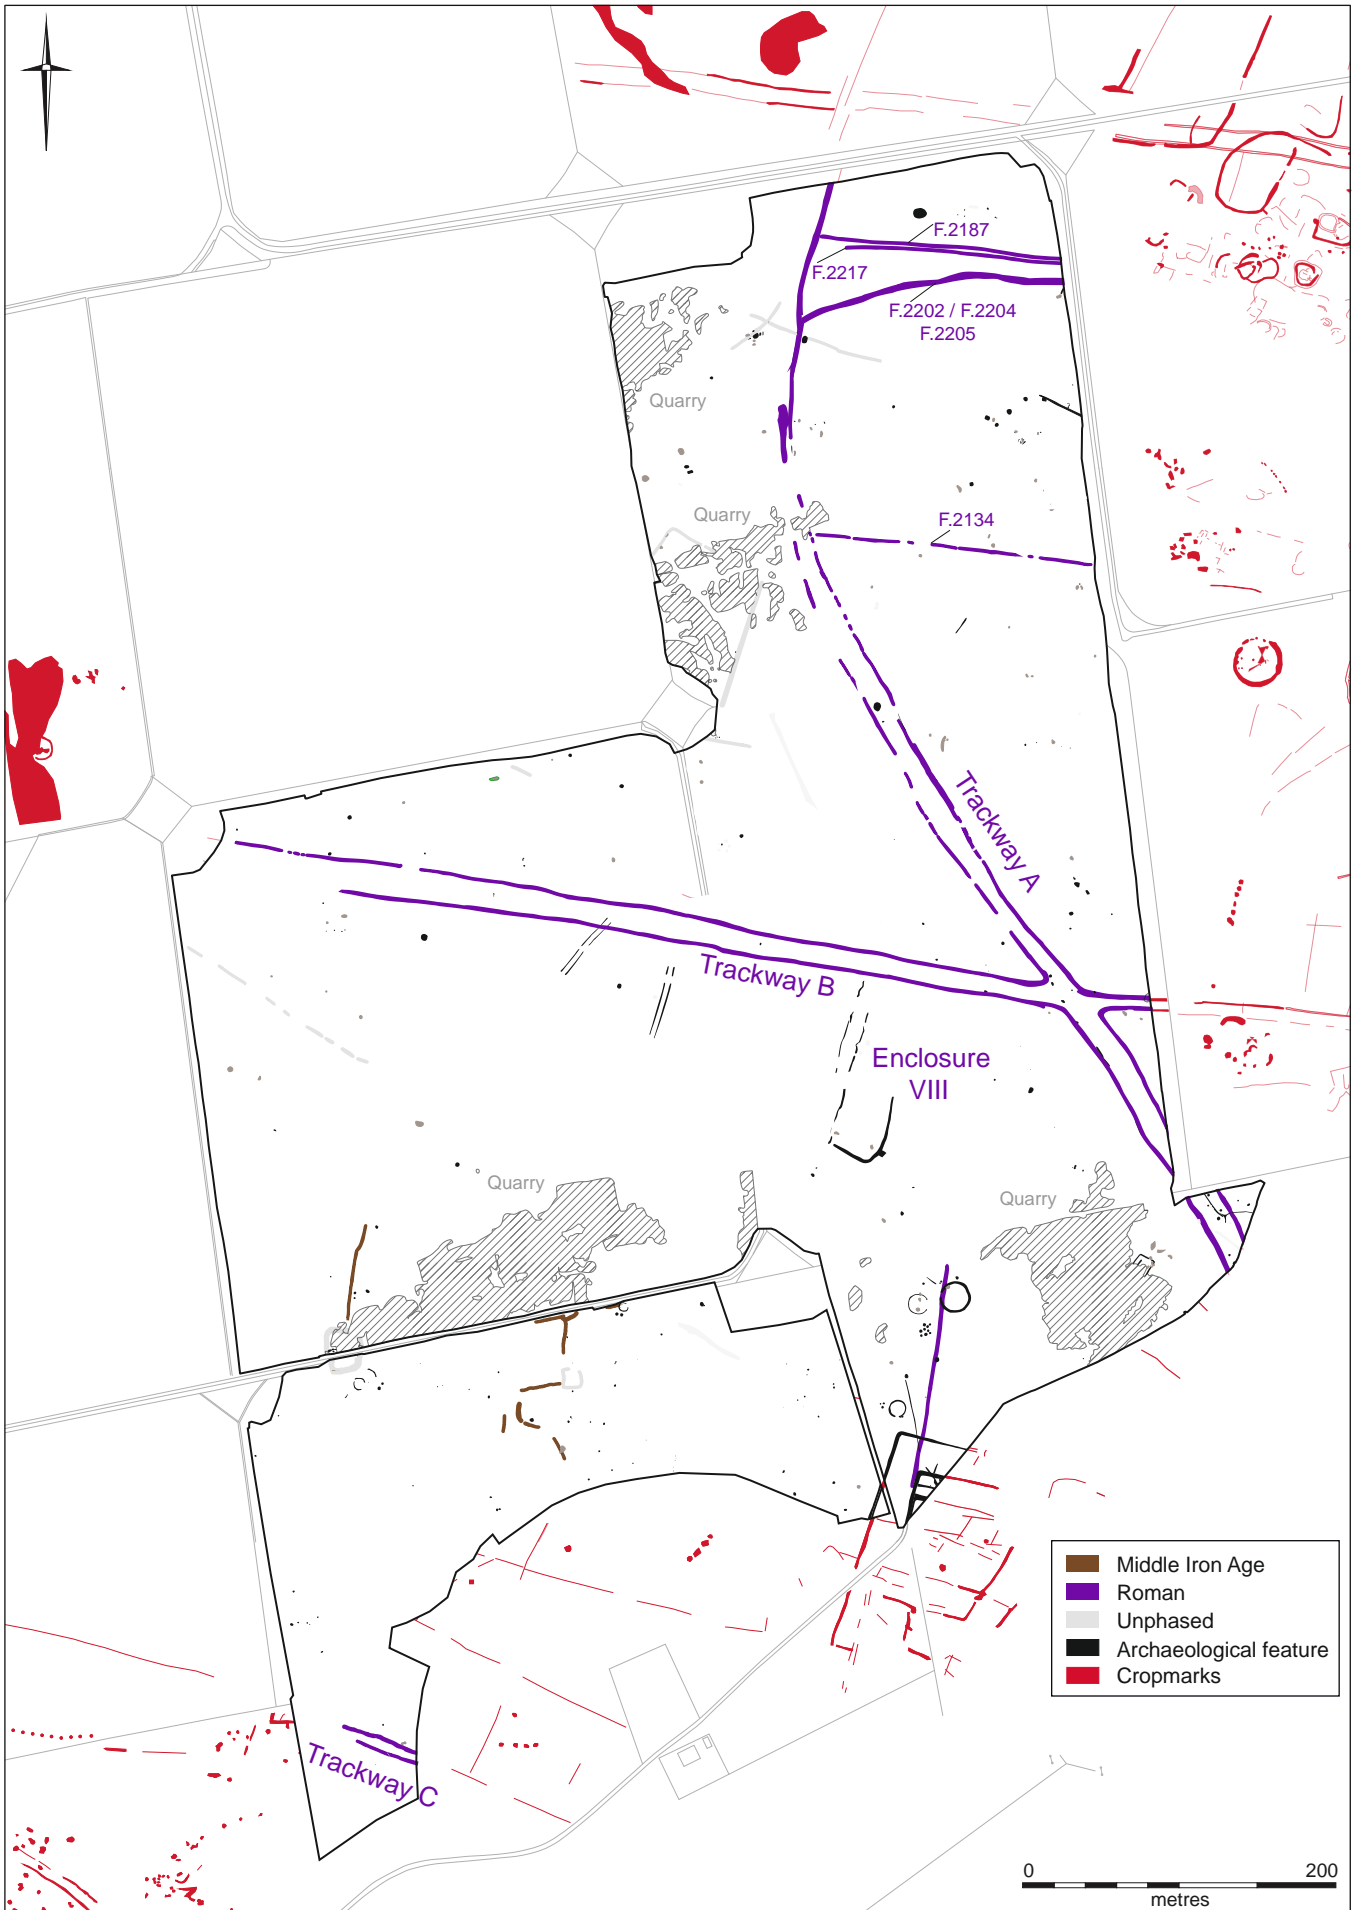 F.2187
F.2217
F.2202 / F.2204
F.2205
Quarry
Quarry
F.2134
Trackway A
Trackway B
Enclosure
VIII
Quarry
Quarry
Middle Iron Age
Roman
Unphased
Archaeological feature
Cropmarks
Trackway C
0 200
metres